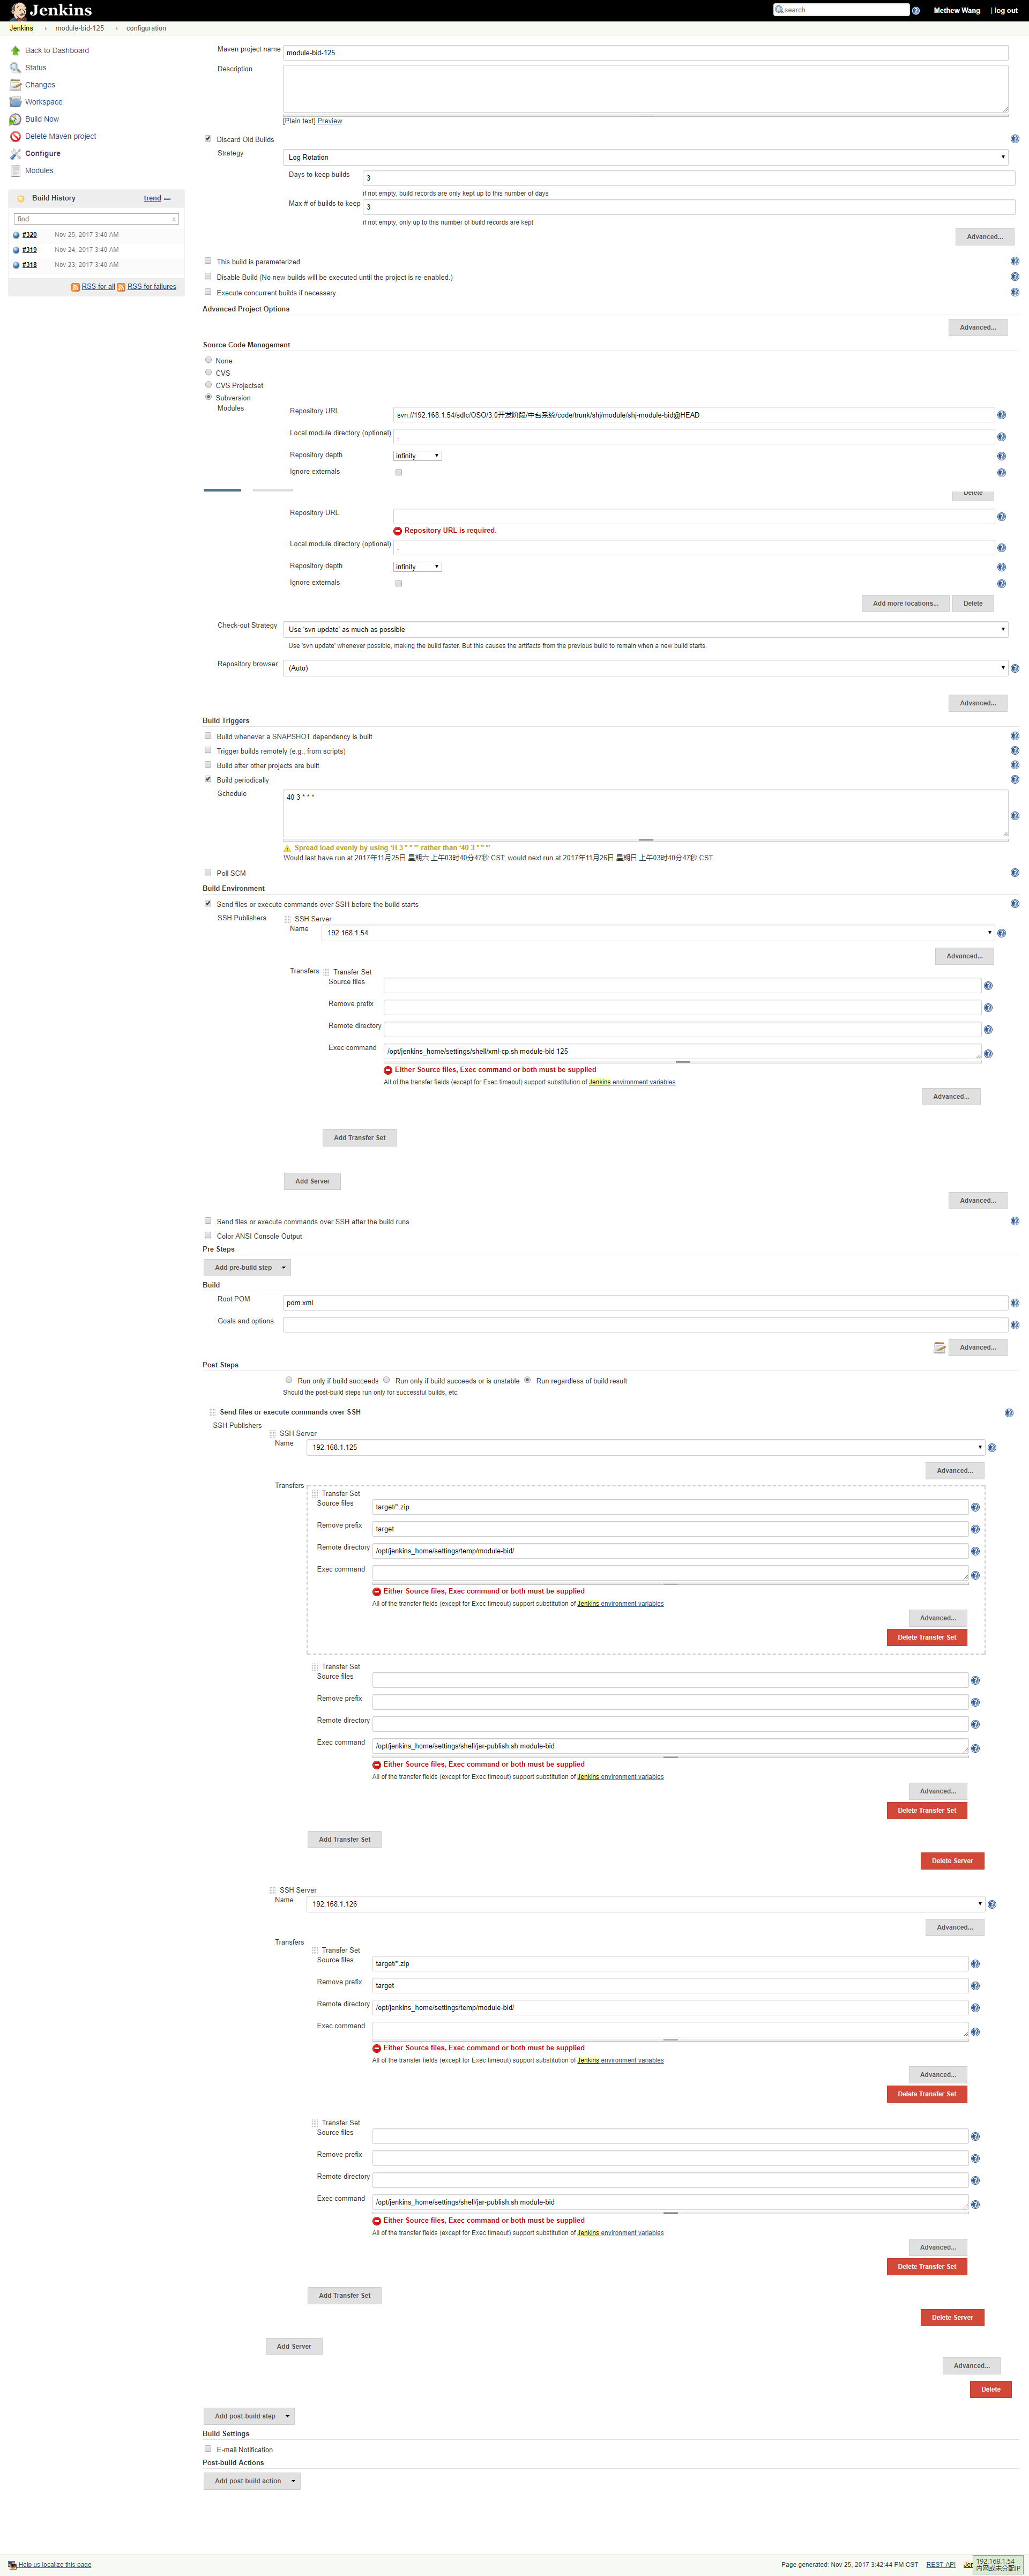 Jenkins
search
Methew Wang
| log out
Jenkins › module-bid-125 › configuration
Back to Dashboard
Status
Changes
Workspace
Build Now
Delete Maven project
Configure
Modules
Build History
trend
find
x
#320 Nov 25, 2017 3:40 AM
#319 Nov 24, 2017 3:40 AM
#318 Nov 23, 2017 3:40 AM
RSS for all RSS for failures
Maven project name module-bid-125
Description
[Plain text] Preview
Discard Old Builds
Strategy Log Rotation
Days to keep builds 3
if not empty, build records are only kept up to this number of days
Max # of builds to keep 3
if not empty, only up to this number of build records are kept
Advanced...
This build is parameterized
Disable Build (No new builds will be executed until the project is re-enabled.)
Execute concurrent builds if necessary
Advanced Project Options
Advanced...
Source Code Management
None
CVS
CVS Projectset
Subversion
Modules
Repository URL svn://192.168.1.54/sdlc/OSO/3.0开发阶段/中台系统/code/trunk/shj/module/shj-module-bid@HEAD
Local module directory (optional) .
Repository depth infinity
Ignore externals
Delete
Repository URL
Repository URL is required.
Local module directory (optional) .
Repository depth infinity
Ignore externals
Add more locations... Delete
Check-out Strategy Use 'svn update' as much as possible
Use 'svn update' whenever possible, making the build faster. But this causes the artifacts from the previous build to remain when a new build starts.
Repository browser (Auto)
Advanced...
Build Triggers
Build whenever a SNAPSHOT dependency is built
Trigger builds remotely (e.g., from scripts)
Build after other projects are built
Build periodically
Schedule 40 3 * * *
Spread load evenly by using 'H 3 * * *' rather than '40 3 * * *'
Would last have run at 2017年11月25日 星期六 上午03时40分47秒 CST; would next run at 2017年11月26日 星期日 上午03时40分47秒 CST.
Poll SCM
Build Environment
Send files or execute commands over SSH before the build starts
SSH Publishers
SSH Server
Name 192.168.1.54
Advanced...
Transfers
Transfer Set
Source files
Remove prefix
Remote directory
Exec command /opt/jenkins_home/settings/shell/xml-cp.sh module-bid 125
Either Source files, Exec command or both must be supplied
All of the transfer fields (except for Exec timeout) support substitution of Jenkins environment variables
Advanced...
Add Transfer Set
Add Server
Advanced...
Send files or execute commands over SSH after the build runs
Color ANSI Console Output
Pre Steps
Add pre-build step
Build
Root POM pom.xml
Goals and options
Advanced...
Post Steps
Run only if build succeeds Run only if build succeeds or is unstable Run regardless of build result
Should the post-build steps run only for successful builds, etc.
Send files or execute commands over SSH
SSH Publishers
SSH Server
Name 192.168.1.125
Advanced...
Transfers
Transfer Set
Source files target/*.zip
Remove prefix target
Remote directory /opt/jenkins_home/settings/temp/module-bid/
Exec command
Either Source files, Exec command or both must be supplied
All of the transfer fields (except for Exec timeout) support substitution of Jenkins environment variables
Advanced...
Delete Transfer Set
Transfer Set
Source files
Remove prefix
Remote directory
Exec command /opt/jenkins_home/settings/shell/jar-publish.sh module-bid
Either Source files, Exec command or both must be supplied
All of the transfer fields (except for Exec timeout) support substitution of Jenkins environment variables
Advanced...
Delete Transfer Set
Add Transfer Set
Delete Server
SSH Server
Name 192.168.1.126
Advanced...
Transfers
Transfer Set
Source files target/*.zip
Remove prefix target
Remote directory /opt/jenkins_home/settings/temp/module-bid/
Exec command
Either Source files, Exec command or both must be supplied
All of the transfer fields (except for Exec timeout) support substitution of Jenkins environment variables
Advanced...
Delete Transfer Set
Transfer Set
Source files
Remove prefix
Remote directory
Exec command /opt/jenkins_home/settings/shell/jar-publish.sh module-bid
Either Source files, Exec command or both must be supplied
All of the transfer fields (except for Exec timeout) support substitution of Jenkins environment variables
Advanced...
Delete Transfer Set
Add Transfer Set
Delete Server
Add Server
Advanced...
Delete
Add post-build step
Build Settings
E-mail Notification
Post-build Actions
Add post-build action
Help us localize this page
Page generated: Nov 25, 2017 3:42:44 PM CST REST API Jen
192.168.1.54
内网或未分配IP